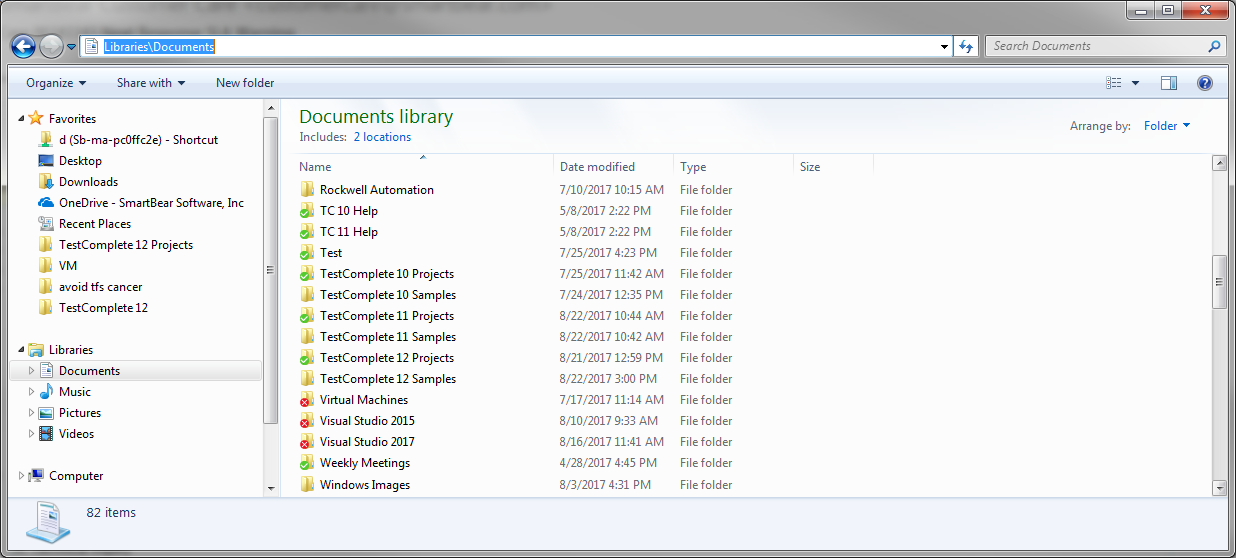 Libraries\Documents
Search Documents
Organize Share with New folder
Favorites
d (Sb-ma-pc0ffc2e) - Shortcut
Desktop
Downloads
OneDrive - SmartBear Software, Inc
Recent Places
TestComplete 12 Projects
VM
avoid tfs cancer
TestComplete 12
Libraries
Documents
Music
Pictures
Videos
Computer
Documents library
Includes: 2 locations
Arrange by: Folder
Name Date modified Type Size
Rockwell Automation 7/10/2017 10:15 AM File folder
TC 10 Help 5/8/2017 2:22 PM File folder
TC 11 Help 5/8/2017 2:22 PM File folder
Test 7/25/2017 4:23 PM File folder
TestComplete 10 Projects 7/25/2017 11:42 AM File folder
TestComplete 10 Samples 7/24/2017 12:35 PM File folder
TestComplete 11 Projects 8/22/2017 10:44 AM File folder
TestComplete 11 Samples 8/22/2017 10:42 AM File folder
TestComplete 12 Projects 8/21/2017 12:59 PM File folder
TestComplete 12 Samples 8/22/2017 3:00 PM File folder
Virtual Machines 7/17/2017 11:14 AM File folder
Visual Studio 2015 8/10/2017 9:33 AM File folder
Visual Studio 2017 8/16/2017 11:41 AM File folder
Weekly Meetings 4/28/2017 4:45 PM File folder
Windows Images 8/3/2017 4:31 PM File folder
82 items